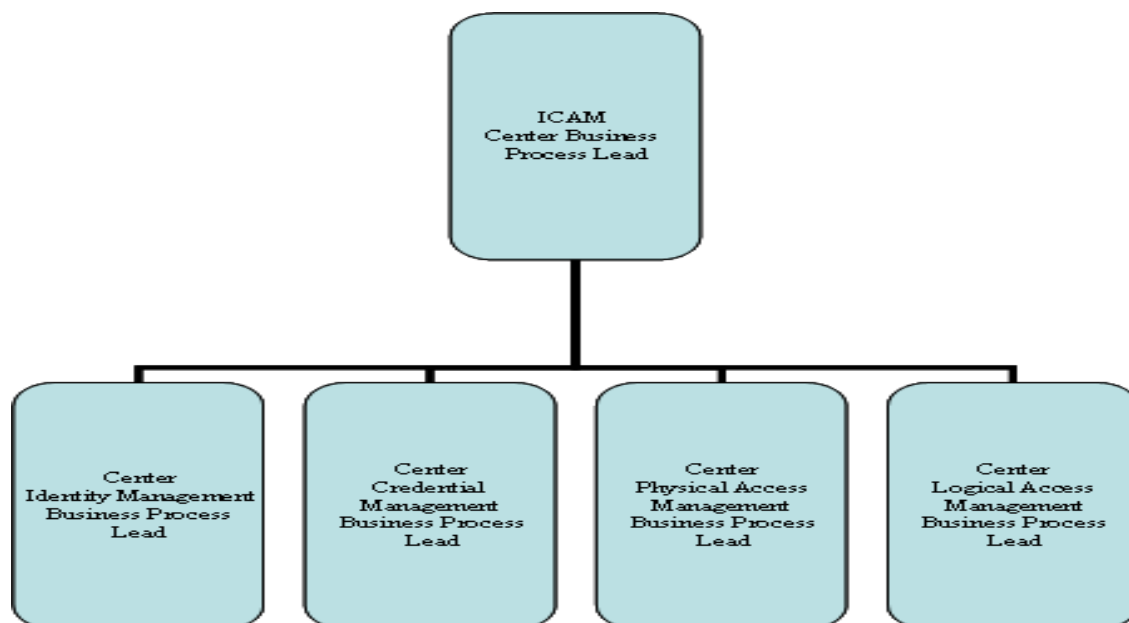 ICAM
Center Business
Process Lead
Center
Identity Management
Business Process
Lead
Center
Credential
Management
Business Process
Lead
Center
Physical Access
Management
Business Process
Lead
Center
Logical Access
Management
Business Process
Lead